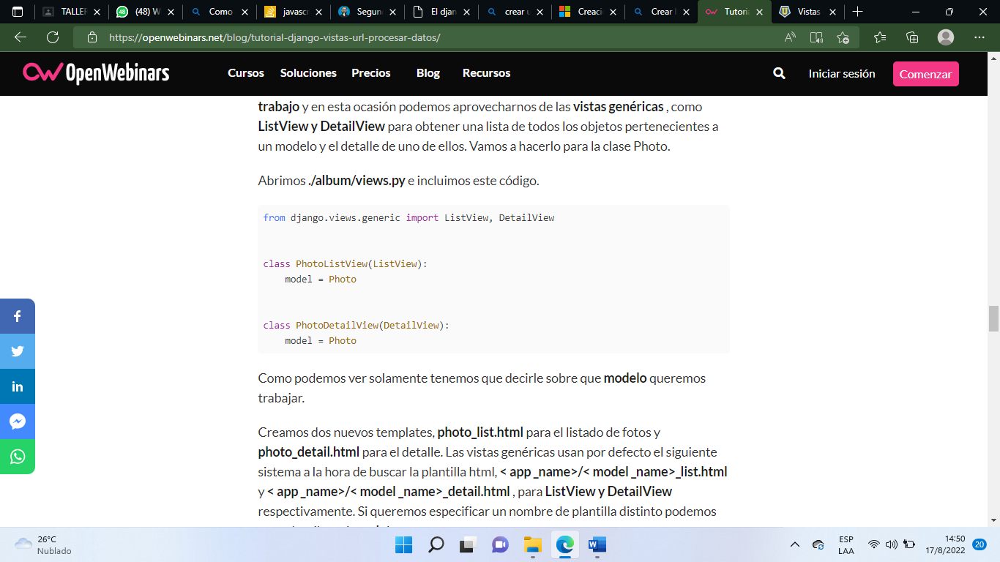 TALLER
(48) W
Como
javasc
Segun
El djan
crear u
Creaci
Crear l
Tutori
Vistas
https://openwebinars.net/blog/tutorial-django-vistas-url-procesar-datos/
OpenWebinars
Cursos Soluciones Precios Blog Recursos
Iniciar sesión Comenzar
trabajo y en esta ocasión podemos aprovecharnos de las vistas genéricas , como
ListView y DetailView para obtener una lista de todos los objetos pertenecientes a
un modelo y el detalle de uno de ellos. Vamos a hacerlo para la clase Photo.
Abrimos ./album/views.py e incluimos este código.
from django.views.generic import ListView, DetailView
class PhotoListView(ListView):
model = Photo
class PhotoDetailView(DetailView):
model = Photo
Como podemos ver solamente tenemos que decirle sobre que modelo queremos
trabajar.
Creamos dos nuevos templates, photo_list.html para el listado de fotos y
photo_detail.html para el detalle. Las vistas genéricas usan por defecto el siguiente
sistema a la hora de buscar la plantilla html, < app _name>/< model _name>_list.html
y < app _name>/< model _name>_detail.html , para ListView y DetailView
respectivamente. Si queremos especificar un nombre de plantilla distinto podemos
26°C
Nublado
ESP
LAA
14:50
17/8/2022
20